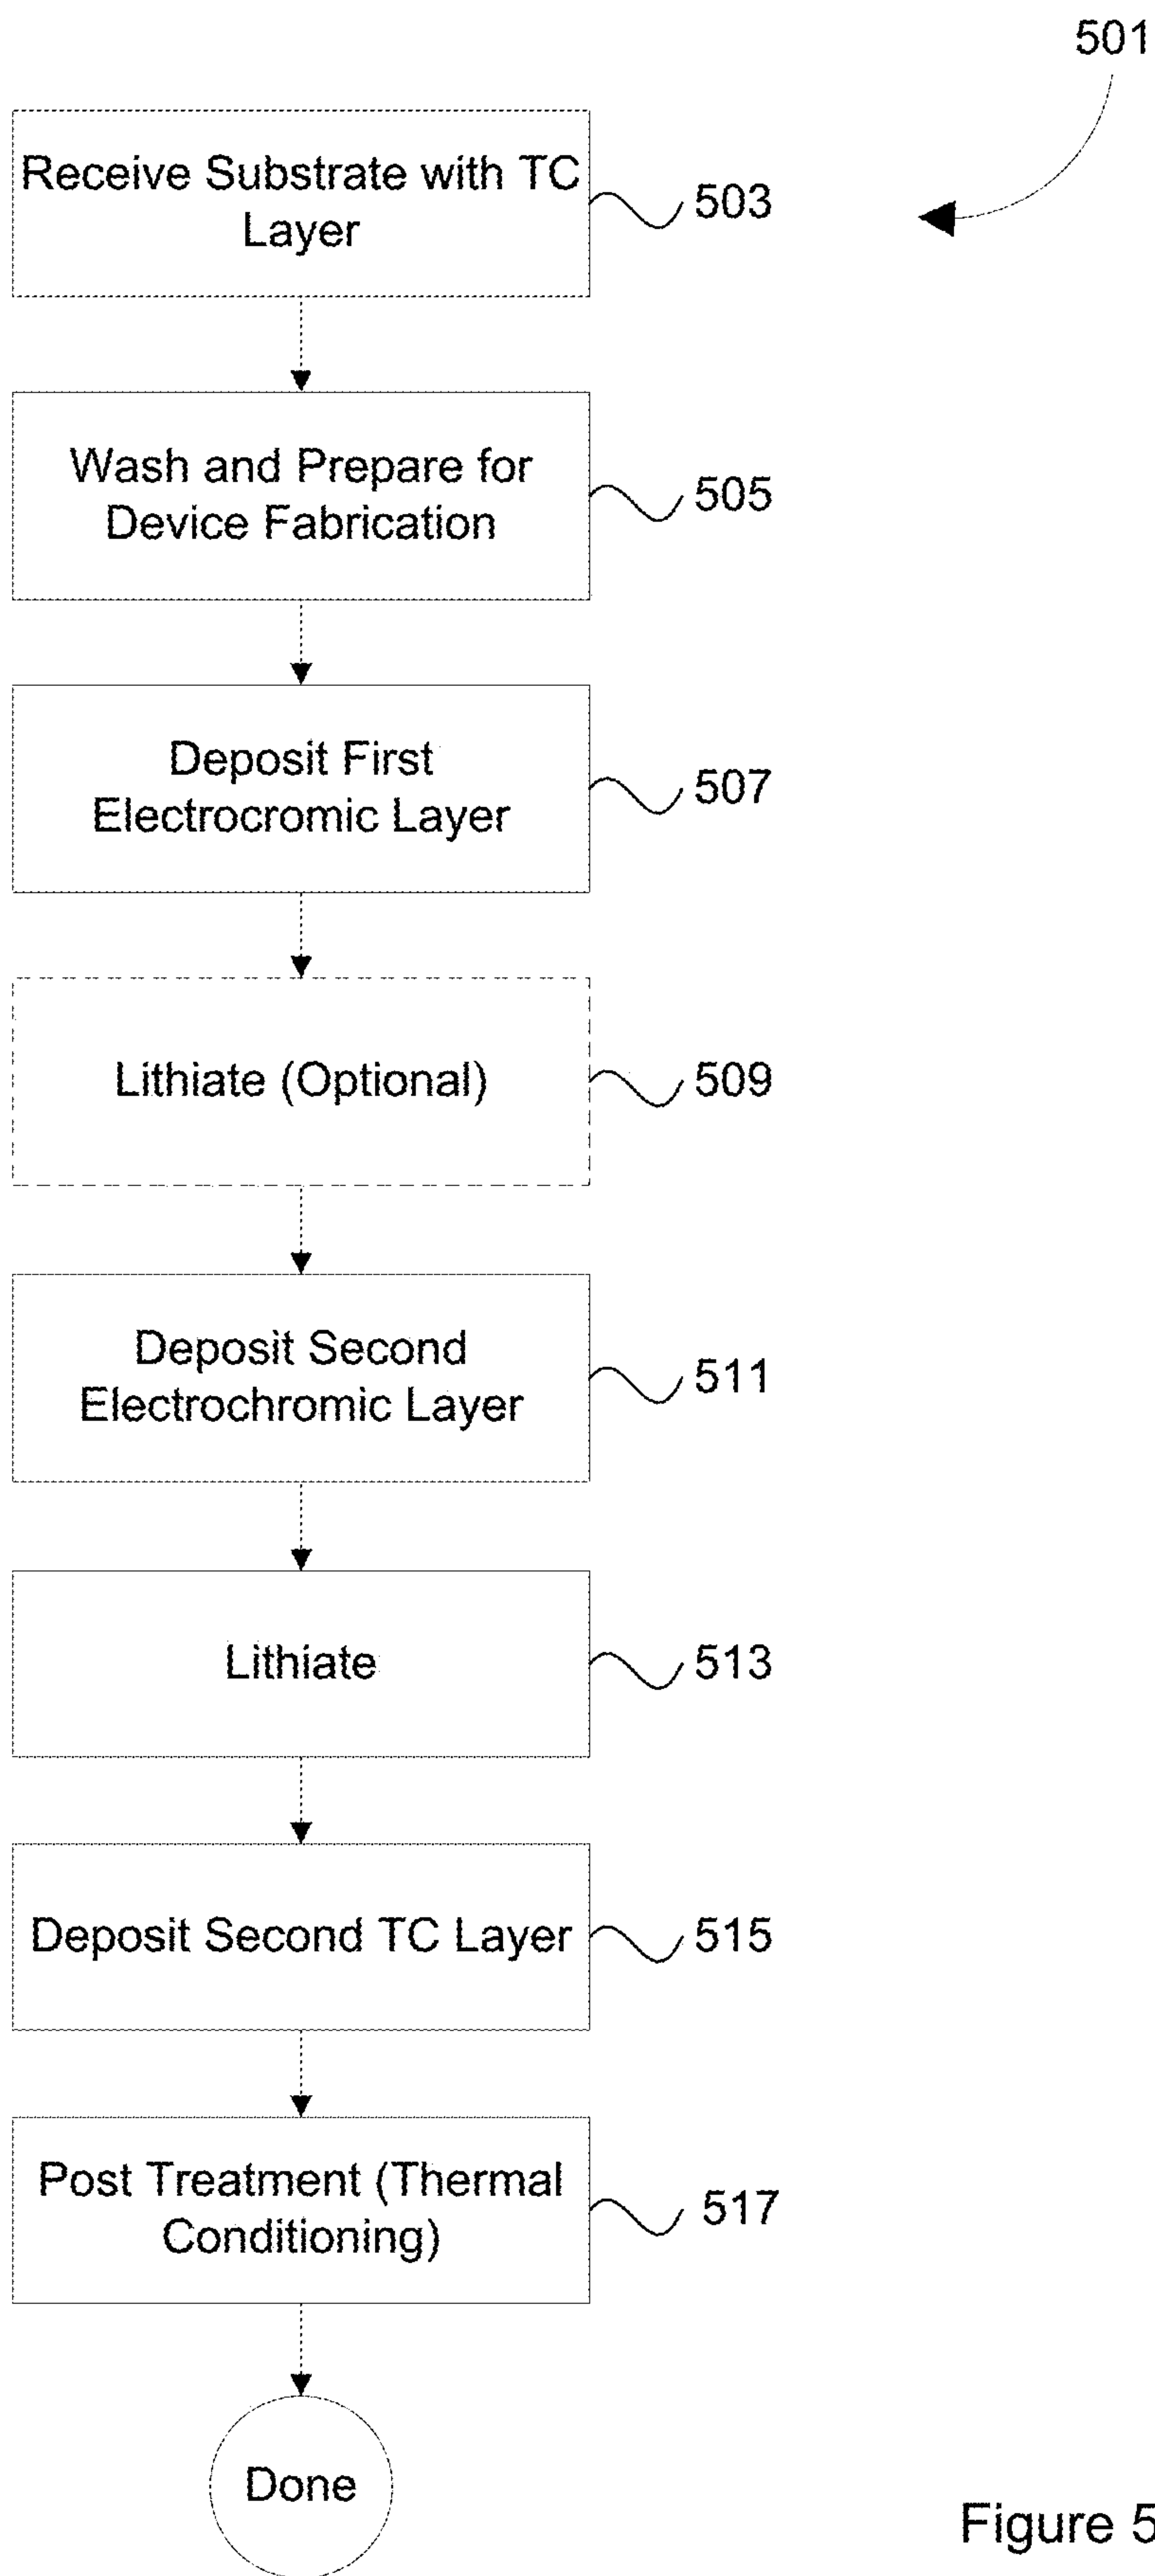 501
Receive Substrate with TC
Layer
503
Wash and Prepare for
Device Fabrication
505
Deposit First
Electrocromic Layer
507
Lithiate (Optional)
509
Deposit Second
Electrochromic Layer
511
Lithiate
513
Deposit Second TC Layer
515
Post Treatment (Thermal
Conditioning)
517
Done
Figure 5